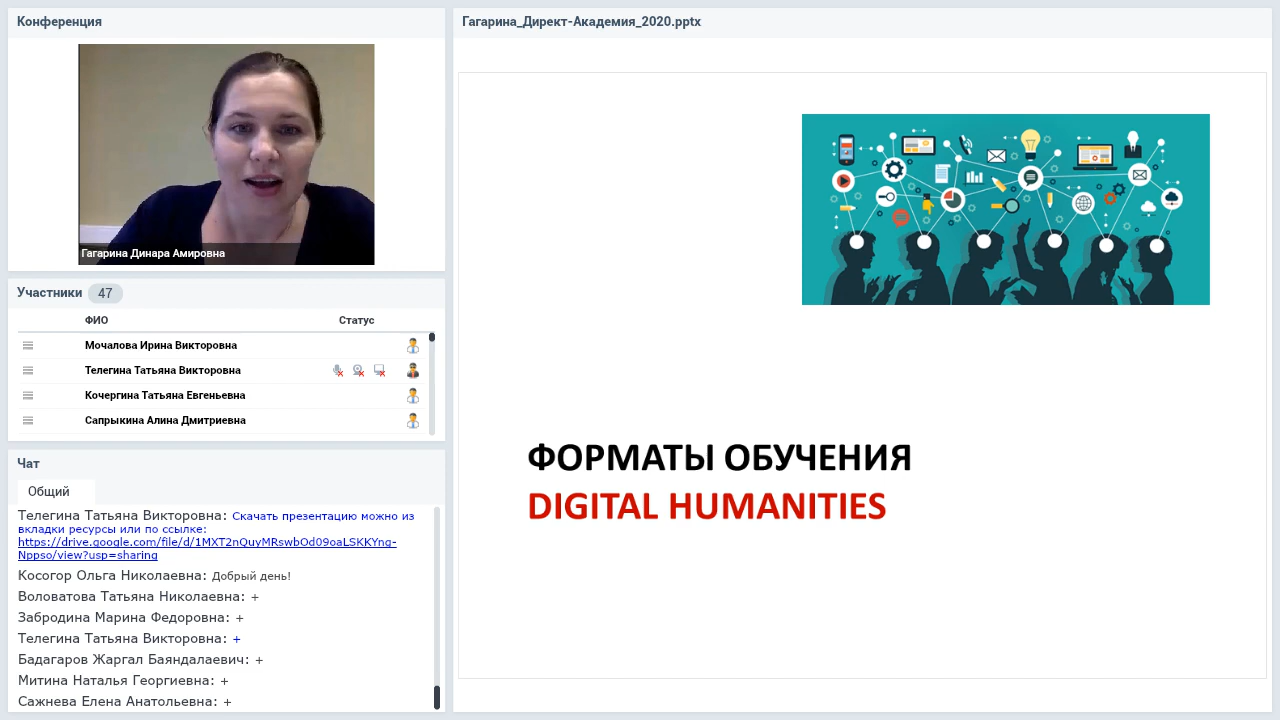 Конференция
Гагарина Динара Амировна
Участники 47
ФИО Статус
Мочалова Ирина Викторовна
Телегина Татьяна Викторовна
Кочергина Татьяна Евгеньевна
Сапрыкина Алина Дмитриевна
Чат
Общий
Телегина Татьяна Викторовна: Скачать презентацию можно из
вкладки ресурсы или по ссылке:
https://drive.google.com/file/d/1MXT2nQuyMRswbOd09oaLSKKYng-
Nppso/view?usp=sharing
Косогор Ольга Николаевна: Добрый день!
Воловатова Татьяна Николаевна: +
Забродина Марина Федоровна: +
Телегина Татьяна Викторовна: +
Бадагаров Жаргал Баяндалаевич: +
Митина Наталья Георгиевна: +
Сажнева Елена Анатольевна: +
Гагарина_Директ-Академия_2020.pptx
ФОРМАТЫ ОБУЧЕНИЯ
DIGITAL HUMANITIES